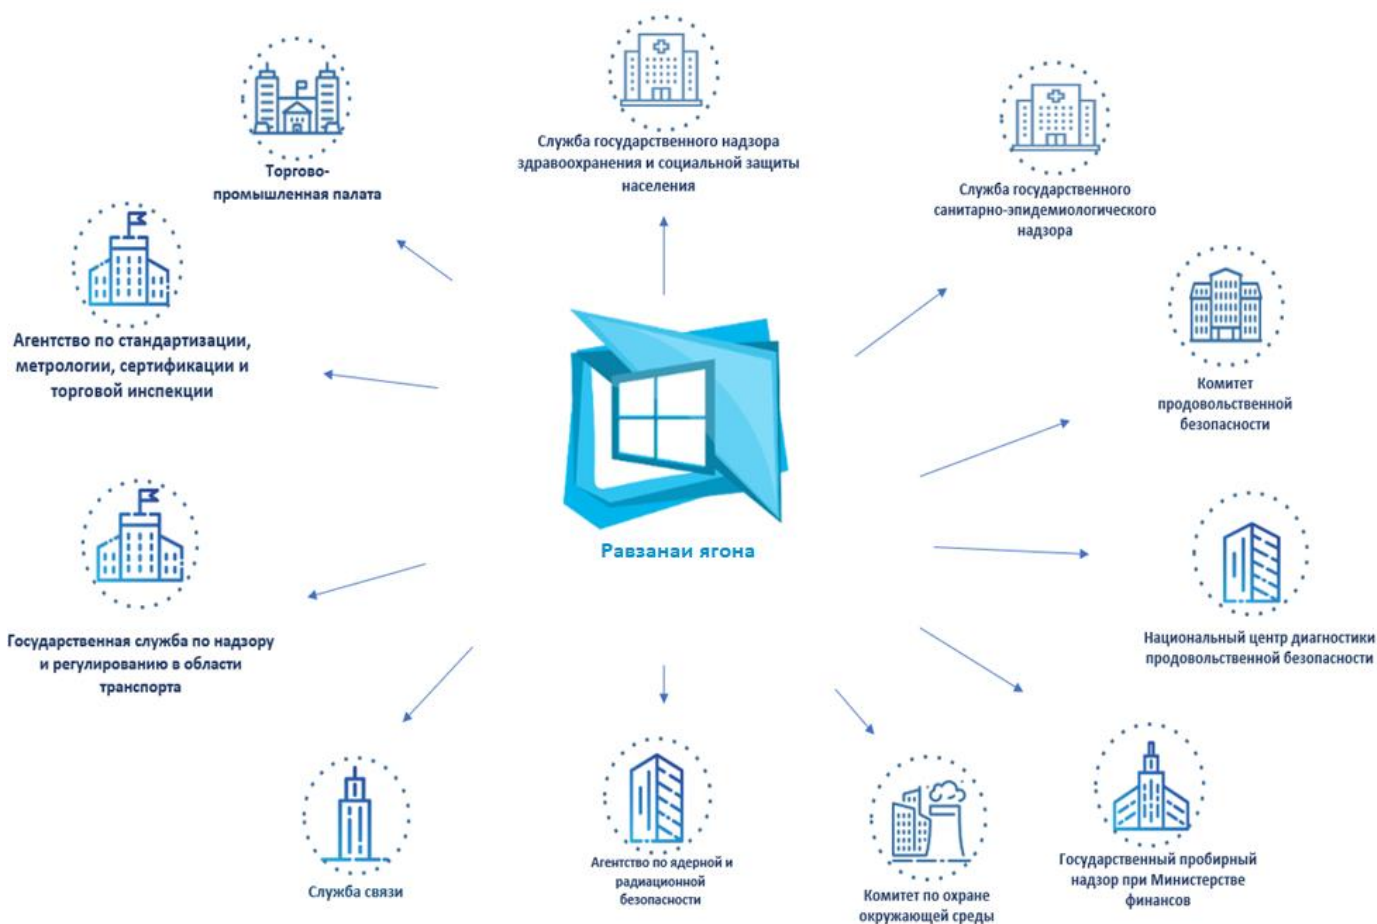 Торгово-
промышленная палата
Служба государственного надзора
здравоохранения и социальной защиты
населения
Служба государственного
санитарно-эпидемиологического
надзора
Агентство по стандартизации,
метрологии, сертификации и
торговой инспекции
Комитет
продовольственной
безопасности
Равзанаи ягона
Государственная служба по надзору
и регулированию в области
транспорта
Национальный центр диагностики
продовольственной безопасности
Служба связи
Агентство по ядерной и
радиационной
безопасности
Комитет по охране
окружающей среды
Государственный пробирный
надзор при Министерстве
финансов